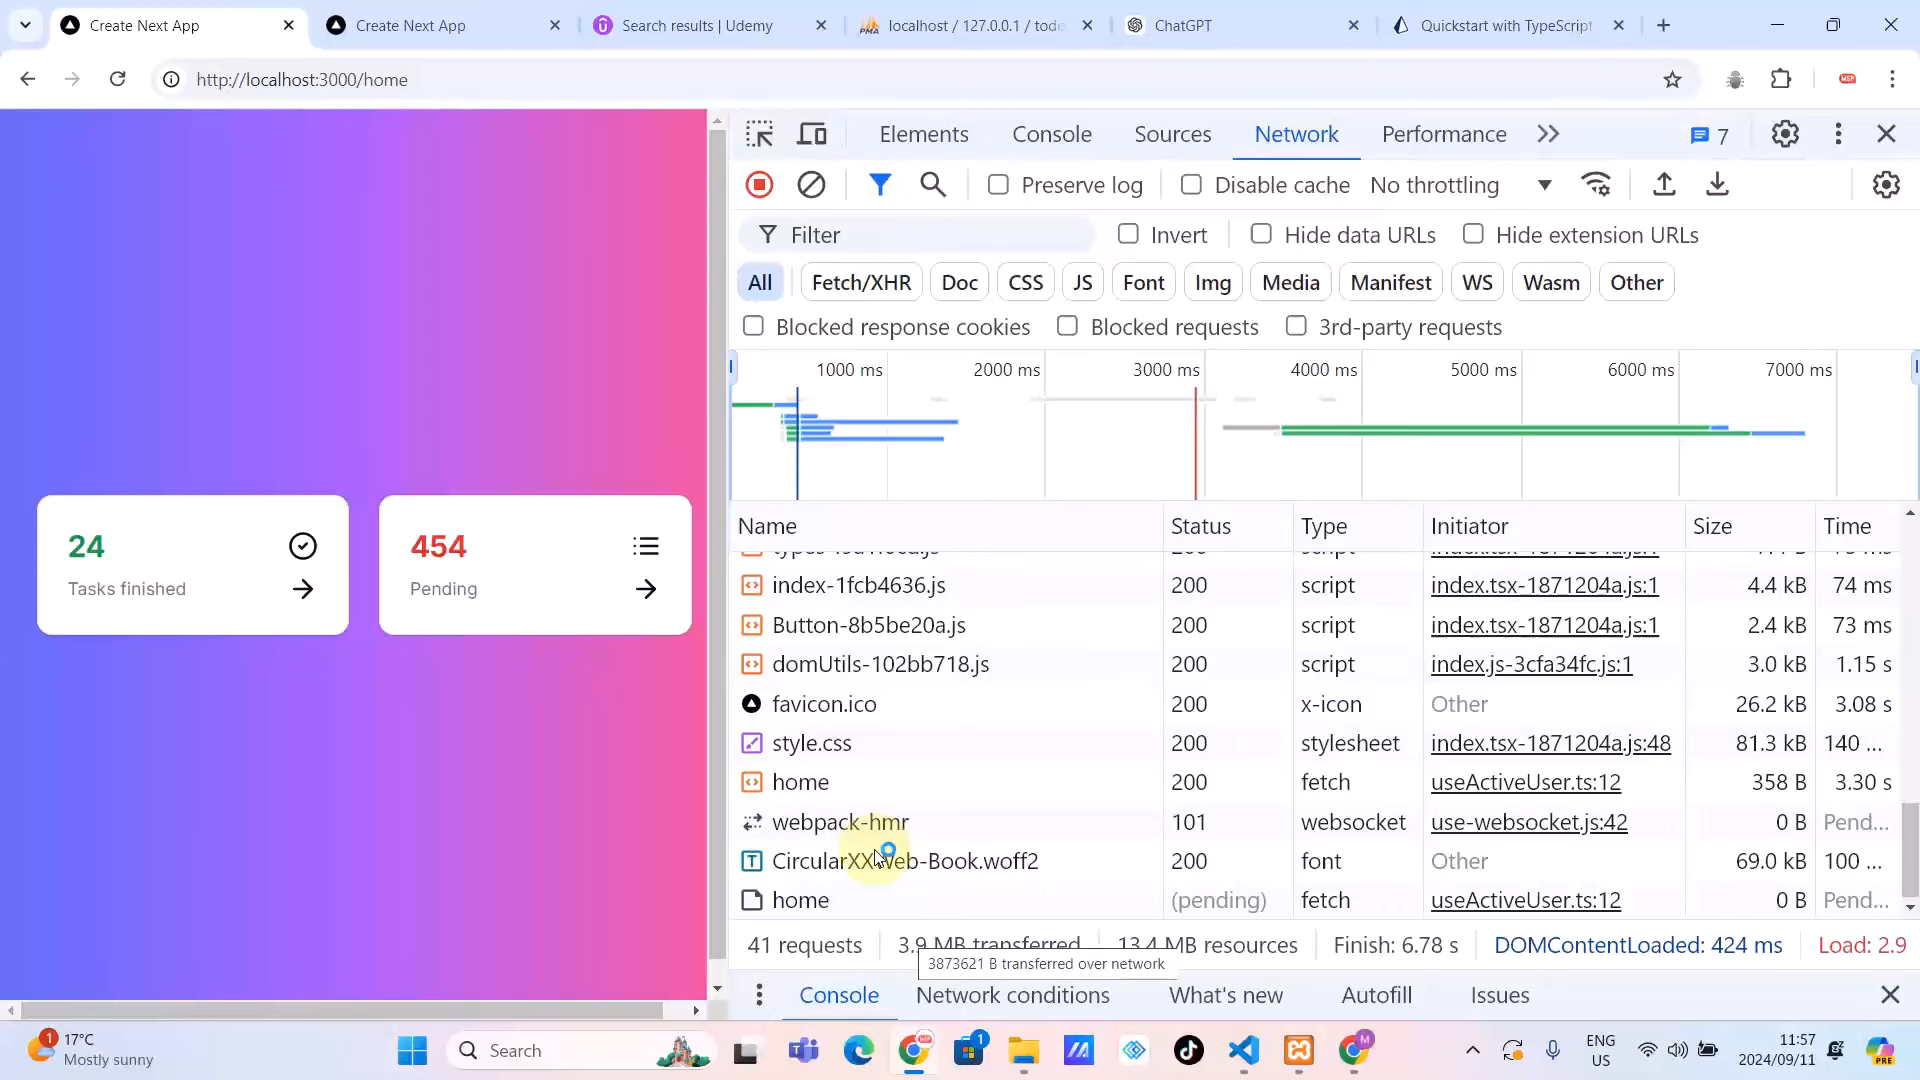 Create Next App
Create Next App
Search results | Udemy
PMA
localhost / 127.0.0.1 / todo
ChatGPT
Quickstart with TypeScript
http://localhost:3000/home
MSP
24
Tasks finished
454
Pending
Elements
Console
Sources
Network
Performance
7
Preserve log
Disable cache
No throttling
Filter
Invert
Hide data URLs
Hide extension URLs
All
Fetch/XHR
Doc
CSS
JS
Font
Img
Media
Manifest
WS
Wasm
Other
Blocked response cookies
Blocked requests
3rd-party requests
1000 ms
2000 ms
3000 ms
4000 ms
5000 ms
6000 ms
7000 ms
Name Status Type Initiator Size Time
index-1fcb4636.js 200 script index.tsx-1871204a.js:1 4.4 kB 74 ms
Button-8b5be20a.js 200 script index.tsx-1871204a.js:1 2.4 kB 73 ms
domUtils-102bb718.js 200 script index.js-3cfa34fc.js:1 3.0 kB 1.15 s
favicon.ico 200 x-icon Other 26.2 kB 3.08 s
style.css 200 stylesheet index.tsx-1871204a.js:48 81.3 kB 140 ...
home 200 fetch useActiveUser.ts:12 358 B 3.30 s
webpack-hmr 101 websocket use-websocket.js:42 0 B Pend...
CircularXXWeb-Book.woff2 200 font Other 69.0 kB 100 ...
home (pending) fetch useActiveUser.ts:12 0 B Pend...
41 requests
3.9 MB transferred
13.4 MB resources
Finish: 6.78 s
DOMContentLoaded: 424 ms
Load: 2.9
3873621 B transferred over network
Console
Network conditions
What's new
Autofill
Issues
1
17°C
Mostly sunny
Search
MSP
1
M
ENG
US
11:57
2024/09/11
PRE